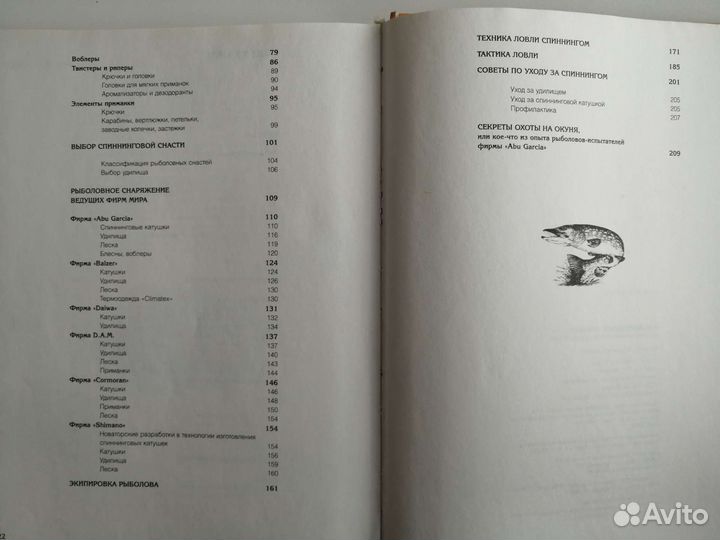 Воблеры 79
Твистеры и риперы 86
Крючки и головки 89
Головки для мягких приманок 90
Ароматизаторы и дезодоранты 94
Элементы приманки 95
Крючки 95
Карабины, вертлюжки, петельки,
заводные колечки, застежки 99
ВЫБОР СПИННИНГОВОЙ СНАСТИ 101
Классификация рыболовных снастей 104
Выбор удилища 106
РЫБОЛОВНОЕ СНАРЯЖЕНИЕ
ВЕДУЩИХ ФИРМ МИРА 109
Фирма «Abu Garcia» 110
Спиннинговые катушки 110
Удилища 116
Леска 119
Блесны, воблеры 120
Фирма «Balzer» 124
Катушки 124
Удилища 126
Леска 130
Термоодежда «Climatex» 130
Фирма «Daiwa» 131
Катушки 132
Удилища 134
Фирма D.A.M. 137
Катушки 137
Удилища 140
Леска 143
Приманки 144
Фирма «Cormoran» 146
Катушки 146
Удилища 148
Приманки 150
Леска 154
Фирма «Shimano» 154
Новаторские разработки в технологии изготовления
спиннинговых катушек 154
Катушки 156
Удилища 159
Леска 160
ЭКИПИРОВКА РЫБОЛОВА 161
22
ТЕХНИКА ЛОВЛИ СПИННИНГОМ 171
ТАКТИКА ЛОВЛИ 185
СОВЕТЫ ПО УХОДУ ЗА СПИННИНГОМ 201
Уход за удилищем 205
Уход за спиннинговой катушкой 205
Профилактика 207
СЕКРЕТЫ ОХОТЫ НА ОКУНЯ,
или кое-что из опыта рыболовов-испытателей
фирмы «Abu Garcia» 209
Avito